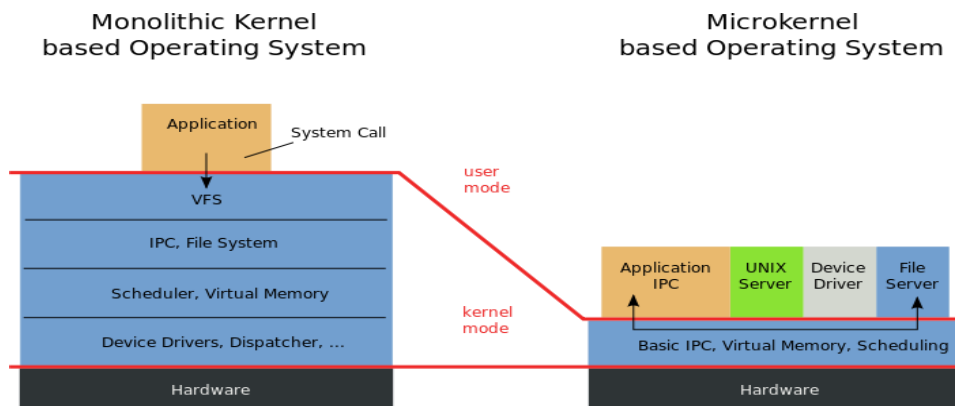 Monolithic Kernel
based Operating System
Microkernel
based Operating System
Application
System Call
user
mode
VFS
IPC, File System
Scheduler, Virtual Memory
kernel
mode
Device Drivers, Dispatcher, ...
Hardware
Application
IPC
UNIX
Server
Device
Driver
File
Server
Basic IPC, Virtual Memory, Scheduling
Hardware